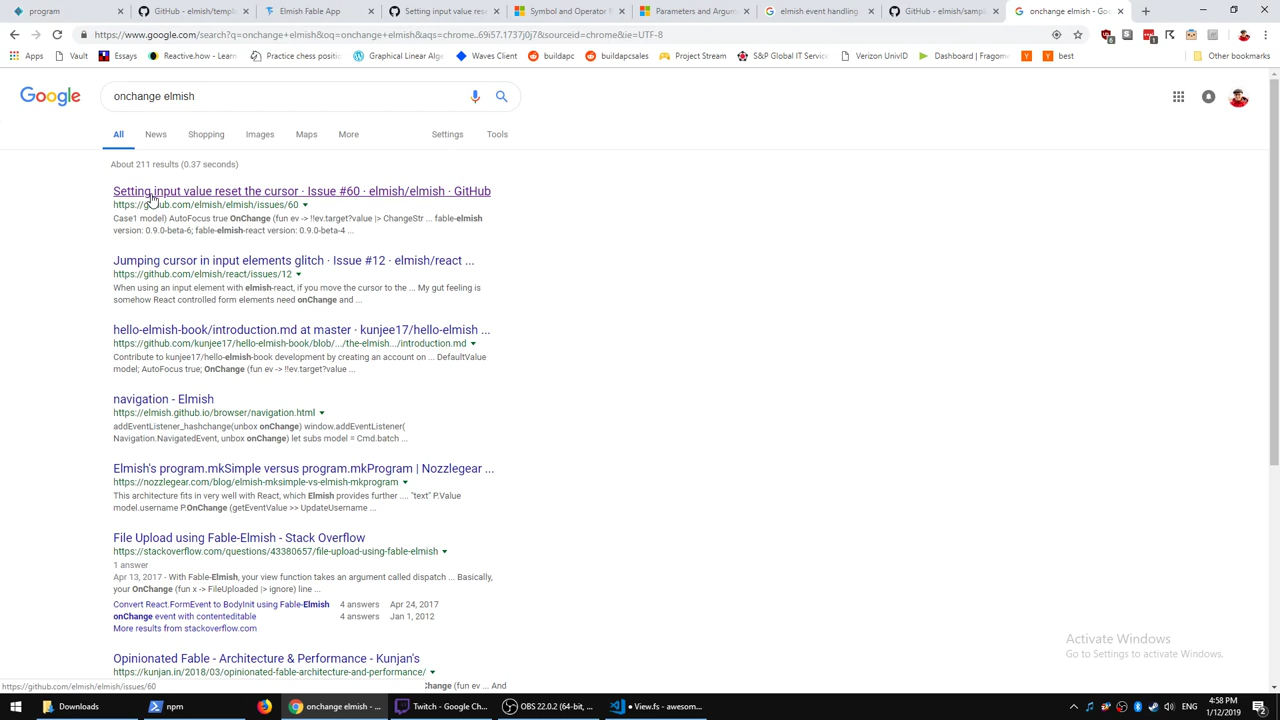 program
elmish/templates
elmish
Setting input value rese
Symbol and Operator R
Parameters and Argum
elmish event handling
GitHub - elmish/sampl
onchange elmish - Goo
https://www.google.com/search?q=onchange+elmish&oq=onchange+elmish&aqs=chrome..69i57.1737j0j7&sourceid=chrome&ie=UTF-8
Apps
Vault
Essays
Reactive.how - Learn
Practice chess positio
Graphical Linear Alge
Waves Client
buildapc
buildapcsales
Project Stream
S&P Global IT Service
Verizon UnivID
Dashboard | Fragom
best
Other bookmarks
Google
onchange elmish
All
News
Shopping
Images
Maps
More
Settings
Tools
About 211 results (0.37 seconds)
Setting input value reset the cursor · Issue #60 · elmish/elmish · GitHub
https://github.com/elmish/elmish/issues/60
Case1 model) AutoFocus true OnChange (fun ev -> !!ev.target?value |> ChangeStr ... fable-elmish
version: 0.9.0-beta-6; fable-elmish-react version: 0.9.0-beta-4 ...
Jumping cursor in input elements glitch · Issue #12 · elmish/react ...
https://github.com/elmish/react/issues/12
When using an input element with elmish-react, if you move the cursor to the ... My gut feeling is
somehow React controlled form elements need onChange and ...
hello-elmish-book/introduction.md at master · kunjee17/hello-elmish ...
https://github.com/kunjee17/hello-elmish-book/blob/.../the-elmish.../introduction.md
Contribute to kunjee17/hello-elmish-book development by creating an account on ... DefaultValue
model; AutoFocus true; OnChange (fun ev -> !!ev.target?value ...
navigation - Elmish
https://elmish.github.io/browser/navigation.html
addEventListener_hashchange(unbox onChange) window.addEventListener(
Navigation.NavigatedEvent, unbox onChange) let subs model = Cmd.batch ...
Elmish's program.mkSimple versus program.mkProgram | Nozzlegear ...
https://nozzlegear.com/blog/elmish-mksimple-vs-elmish-mkprogram
This architecture fits in very well with React, which Elmish provides further .... "text" P.Value
model.username P.OnChange (getEventValue >> UpdateUsername ...
File Upload using Fable-Elmish - Stack Overflow
https://stackoverflow.com/questions/43380657/file-upload-using-fable-elmish
1 answer
Apr 13, 2017 - With Fable-Elmish, your view function takes an argument called dispatch ... Basically,
your OnChange (fun x -> FileUploaded |> ignore) line ...
Convert React.FormEvent to BodyInit using Fable-Elmish 4 answers Apr 24, 2017
onChange event with contenteditable 4 answers Jan 1, 2012
More results from stackoverflow.com
Opinionated Fable - Architecture & Performance - Kunjan's
https://kunjan.in/2018/03/opinionated-fable-architecture-and-performance/
Change (fun ev ... And
https://github.com/elmish/elmish/issues/60
Activate Windows
Go to Settings to activate Windows.
Downloads
npm
onchange elmish - ...
Twitch - Google Ch...
OBS 22.0.2 (64-bit, ...
• View.fs - awesom...
ENG
4:58 PM
1/12/2019
2